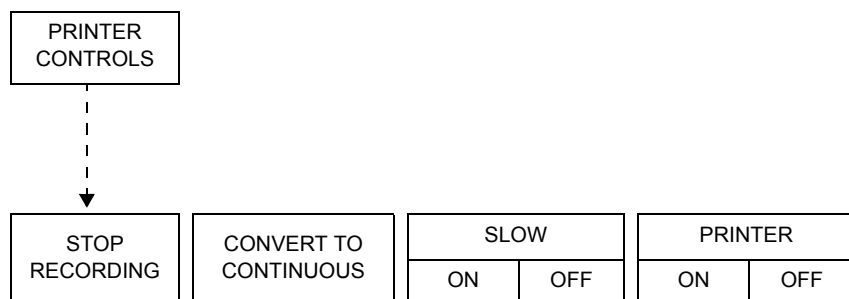 PRINTER
CONTROLS
STOP
RECORDING
CONVERT TO
CONTINUOUS
SLOW
ON OFF
PRINTER
ON OFF